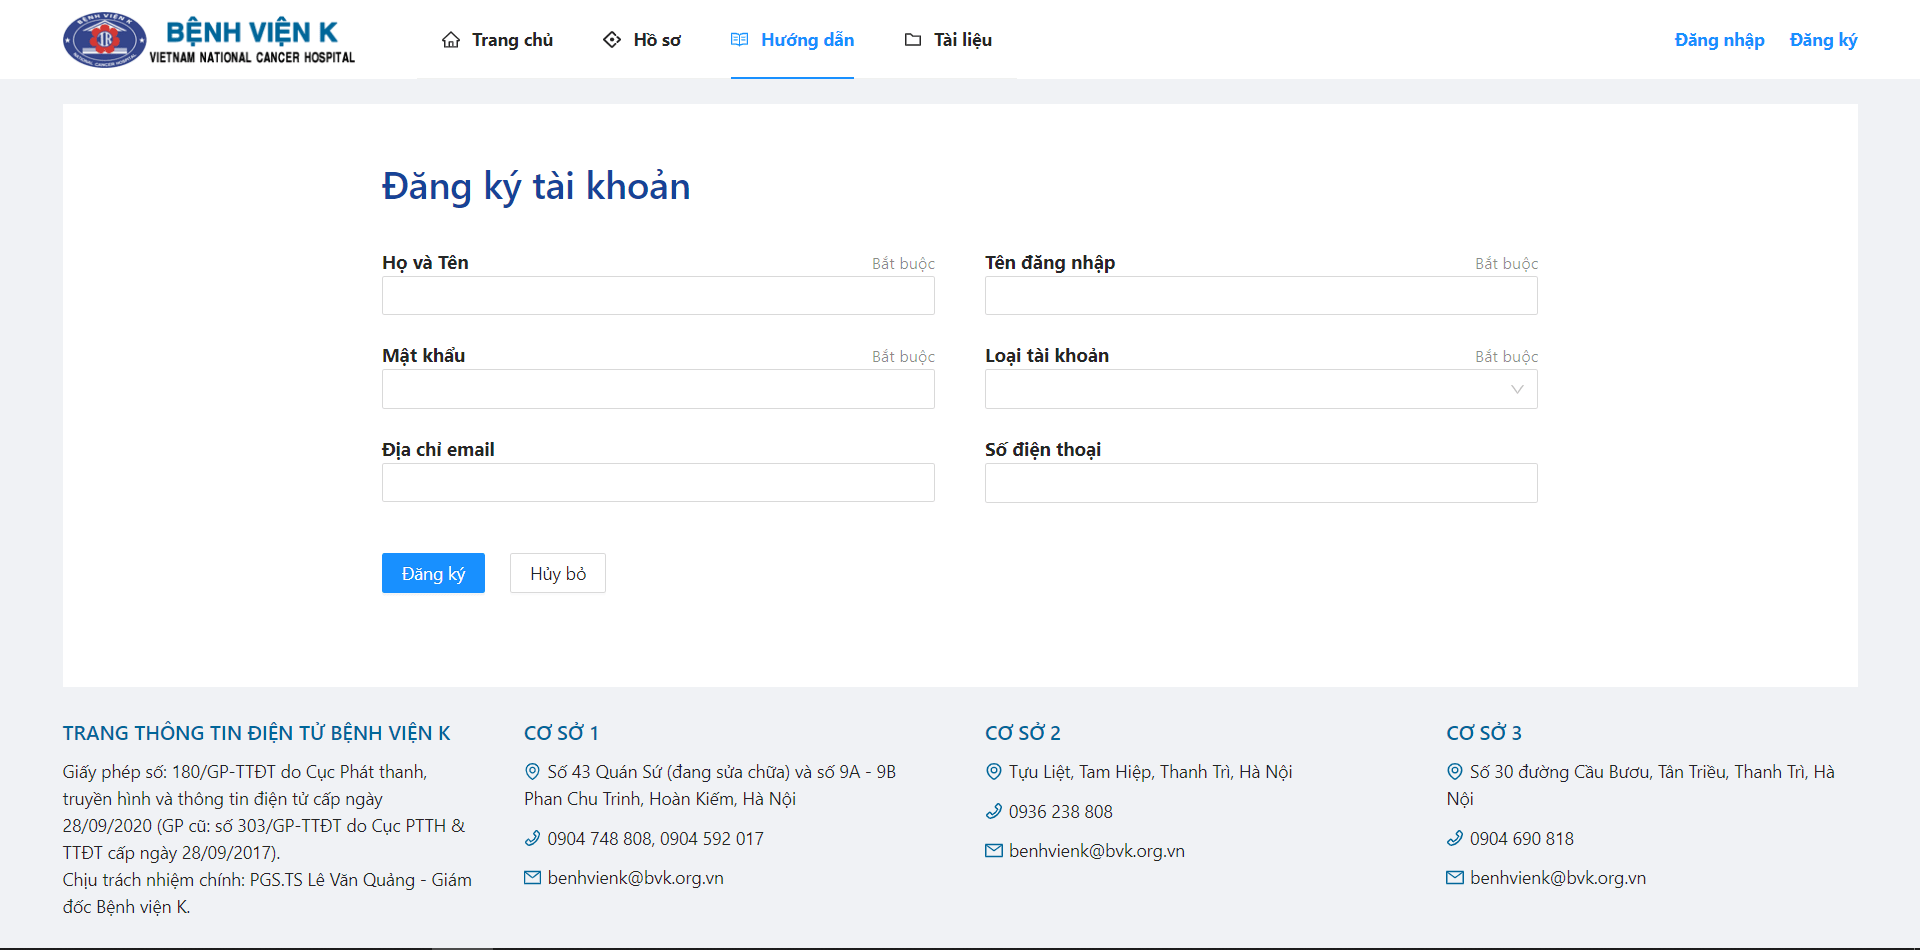 BỆNH VIỆN K
VIETNAM NATIONAL CANCER HOSPITAL
Trang chủ
Hồ sơ
Hướng dẫn
Tài liệu
Đăng nhập
Đăng ký
Đăng ký tài khoản
Họ và Tên
Bắt buộc
Tên đăng nhập
Bắt buộc
Mật khẩu
Bắt buộc
Loại tài khoản
Bắt buộc
Địa chỉ email
Số điện thoại
Đăng ký
Hủy bỏ
TRANG THÔNG TIN ĐIỆN TỬ BỆNH VIỆN K
Giấy phép số: 180/GP-TTĐT do Cục Phát thanh,
truyền hình và thông tin điện tử cấp ngày
28/09/2020 (GP cũ: số 303/GP-TTĐT do Cục PTTH &
TTĐT cấp ngày 28/09/2017).
Chịu trách nhiệm chính: PGS.TS Lê Văn Quảng - Giám
đốc Bệnh viện K.
CƠ SỞ 1
Số 43 Quán Sứ (đang sửa chữa) và số 9A - 9B
Phan Chu Trinh, Hoàn Kiếm, Hà Nội
0904 748 808, 0904 592 017
benhvienk@bvk.org.vn
CƠ SỞ 2
Tựu Liệt, Tam Hiệp, Thanh Trì, Hà Nội
0936 238 808
benhvienk@bvk.org.vn
CƠ SỞ 3
Số 30 đường Cầu Bươu, Tân Triều, Thanh Trì, Hà
Nội
0904 690 818
benhvienk@bvk.org.vn